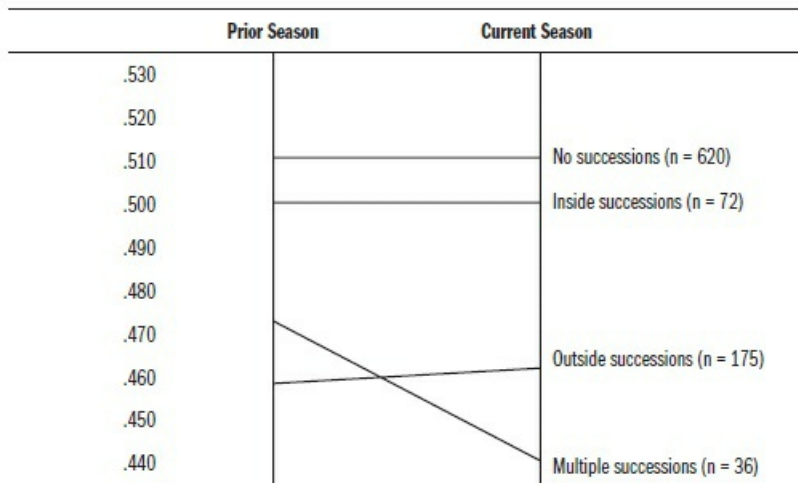 Prior Season Current Season
.530
.520
.510 No successions (n = 620)
.500 Inside successions (n = 72)
.490
.480
.470
Outside successions (n = 175)
.460
.450
.440 Multiple successions (n = 36)